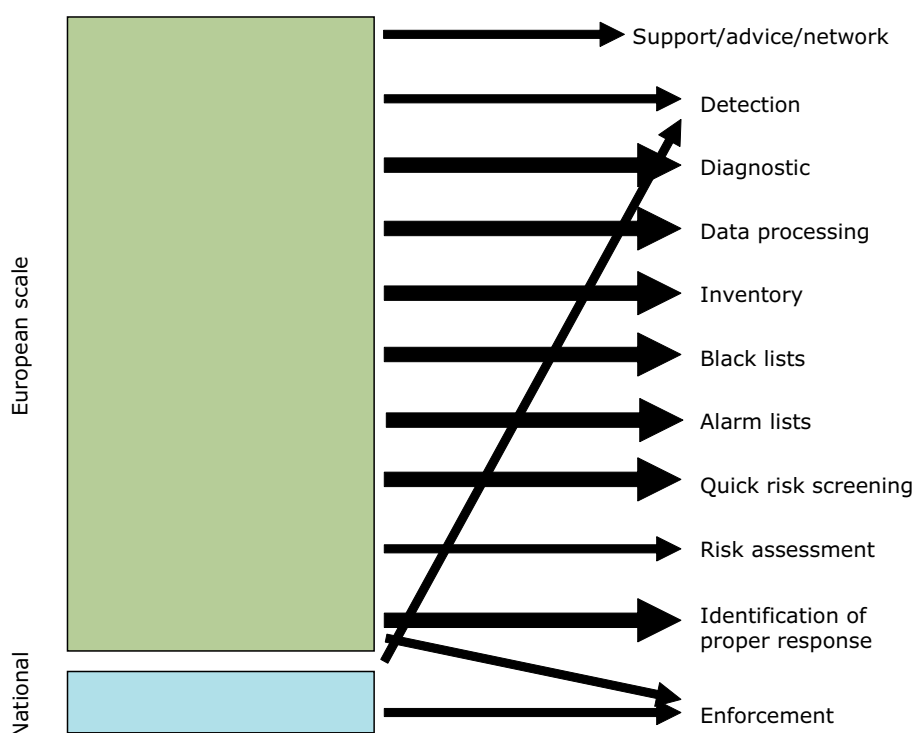 Support/advice/network
Detection
Diagnostic
Data processing
Inventory
Black lists
Alarm lists
Quick risk screening
Risk assessment
Identification of
proper response
Enforcement
European scale
National